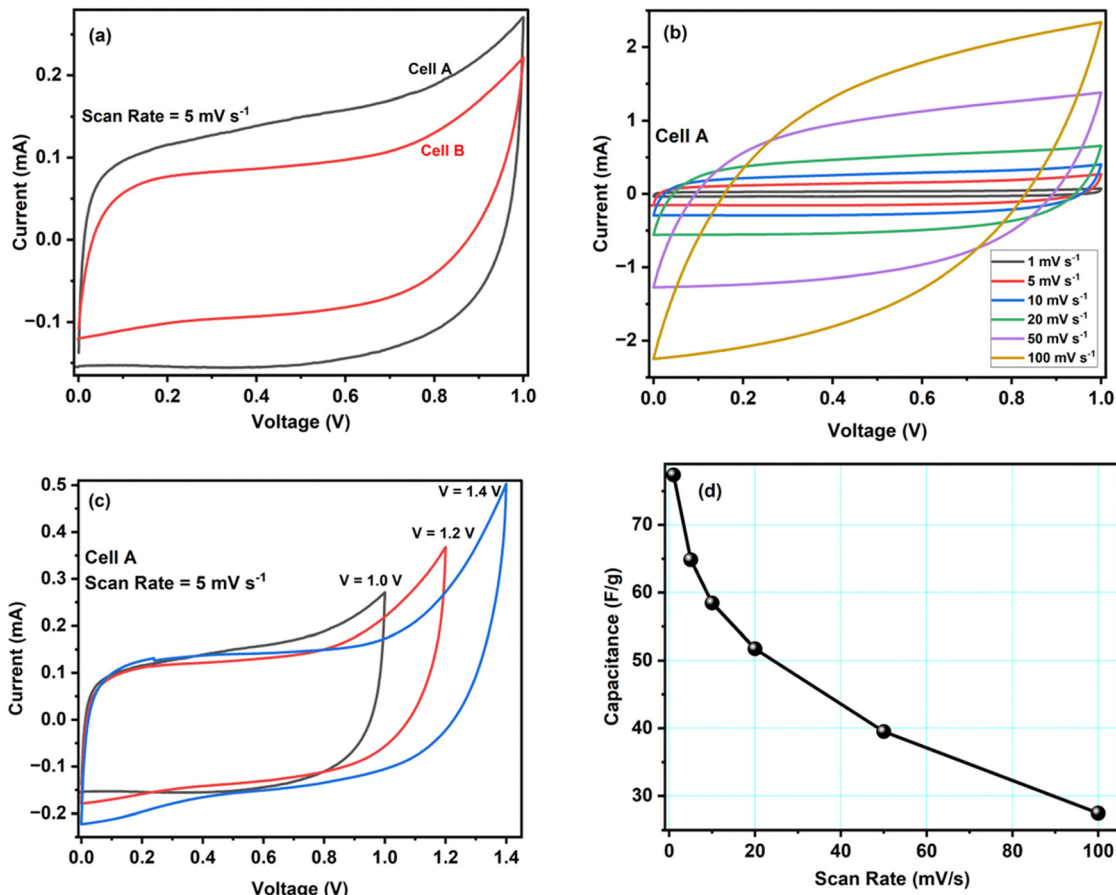 (a)
Cell A
Scan Rate = 5 mV s⁻¹
Cell B
Current (mA)
0.2
0.1
0.0
−0.1
0.0 0.2 0.4 0.6 0.8 1.0
Voltage (V)
(b)
Cell A
Current (mA)
2
1
0
−1
−2
1 mV s⁻¹
5 mV s⁻¹
10 mV s⁻¹
20 mV s⁻¹
50 mV s⁻¹
100 mV s⁻¹
0.0 0.2 0.4 0.6 0.8 1.0
Voltage (V)
(c)
V = 1.4 V
V = 1.2 V
V = 1.0 V
Cell A
Scan Rate = 5 mV s⁻¹
Current (mA)
0.5
0.4
0.3
0.2
0.1
0.0
−0.1
−0.2
0.0 0.2 0.4 0.6 0.8 1.0 1.2 1.4
Voltage (V)
(d)
Capacitance (F/g)
70
60
50
40
30
0 20 40 60 80 100
Scan Rate (mV/s)